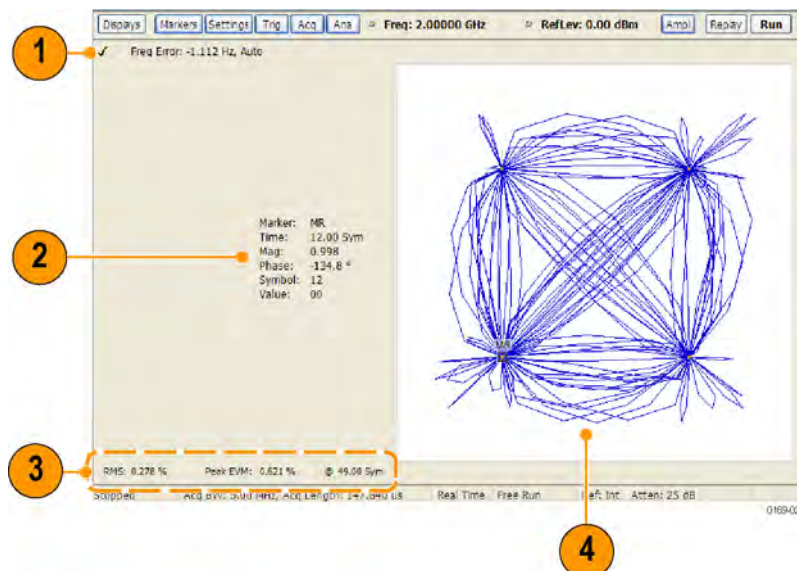 Displays Markers Settings Trig Acq Ana Freq: 2.00000 GHz RefLev: 0.00 dBm Ampl Replay Run
1
✓ Freq Error: -1.112 Hz, Auto
2
Marker: MR
Time: 12.00 Sym
Mag: 0.998
Phase: -134.8 °
Symbol: 12
Value: 00
MR
3
RMS: 0.278 % Peak EVM: 0.621 % @ 49.00 Sym
Stopped Acq BW: 5.00 MHz, Acq Length: 147.840 us Real Time Free Run Ref: Int Atten: 25 dB
4